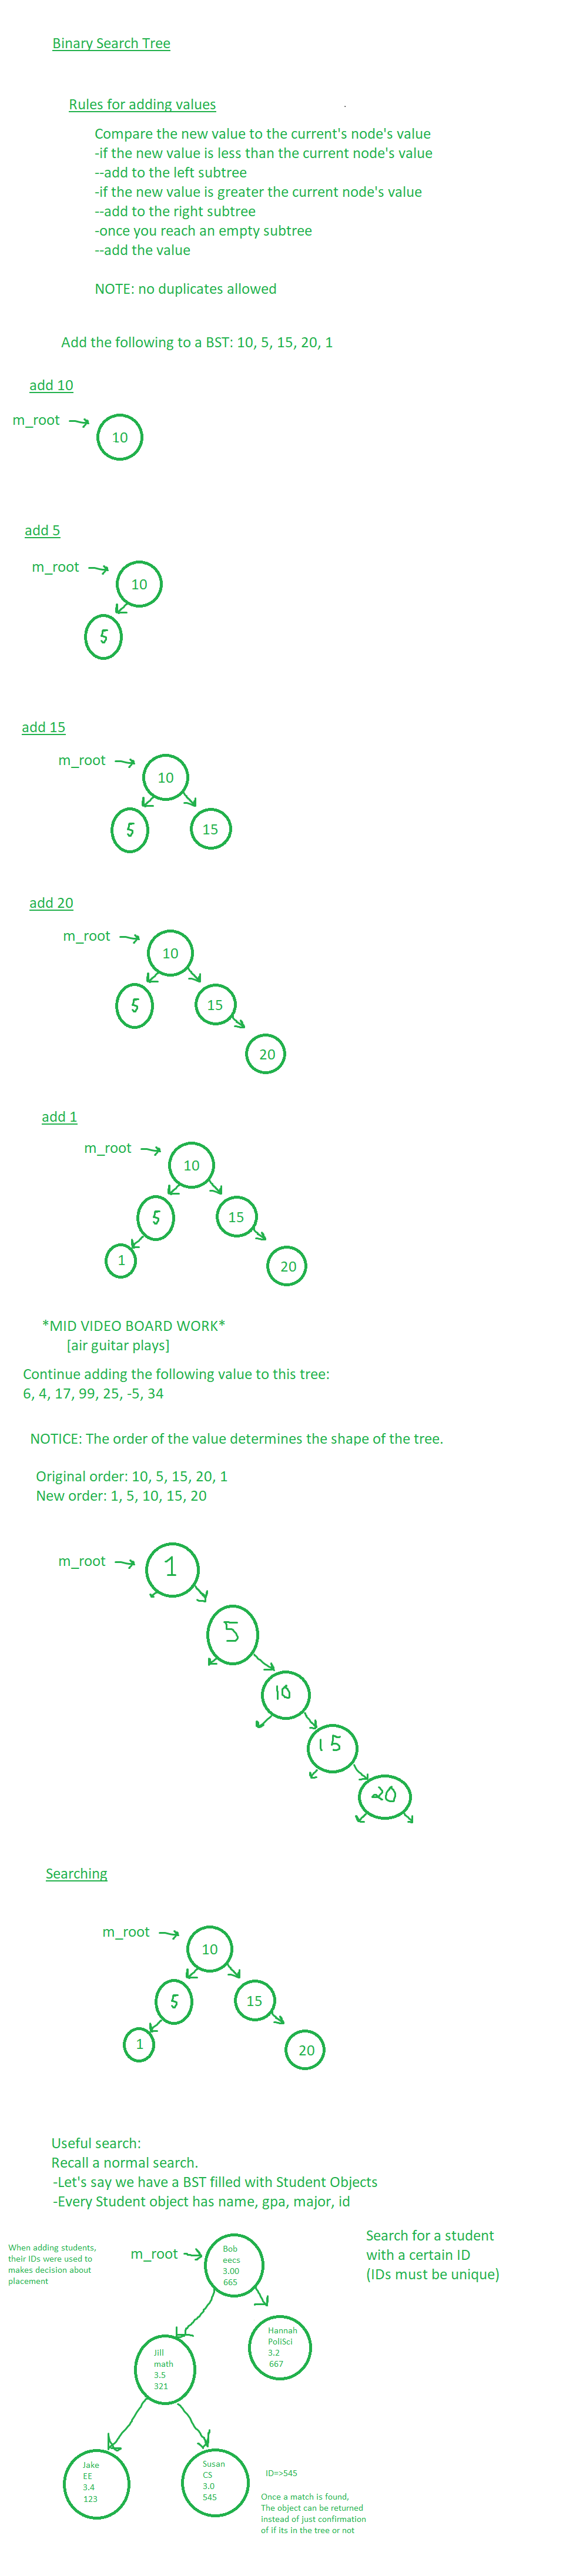 Binary Search Tree
Rules for adding values
Compare the new value to the current's node's value
-if the new value is less than the current node's value
--add to the left subtree
-if the new value is greater the current node's value
--add to the right subtree
-once you reach an empty subtree
--add the value
NOTE: no duplicates allowed
Add the following to a BST: 10, 5, 15, 20, 1
add 10
m_root
10
add 5
m_root
10
5
add 15
m_root
10
5
15
add 20
m_root
10
5
15
20
add 1
m_root
10
5
15
1
20
*MID VIDEO BOARD WORK*
[air guitar plays]
Continue adding the following value to this tree:
6, 4, 17, 99, 25, -5, 34
NOTICE: The order of the value determines the shape of the tree.
Original order: 10, 5, 15, 20, 1
New order: 1, 5, 10, 15, 20
m_root
1
5
10
15
20
Searching
m_root
10
5
15
1
20
Useful search:
Recall a normal search.
-Let's say we have a BST filled with Student Objects
-Every Student object has name, gpa, major, id
When adding students,
their IDs were used to
makes decision about
placement
m_root
Bob
eecs
3.00
665
Search for a student
with a certain ID
(IDs must be unique)
Hannah
PoliSci
3.2
667
Jill
math
3.5
321
Jake
EE
3.4
123
Susan
CS
3.0
545
ID=>545
Once a match is found,
The object can be returned
instead of just confirmation
of if its in the tree or not